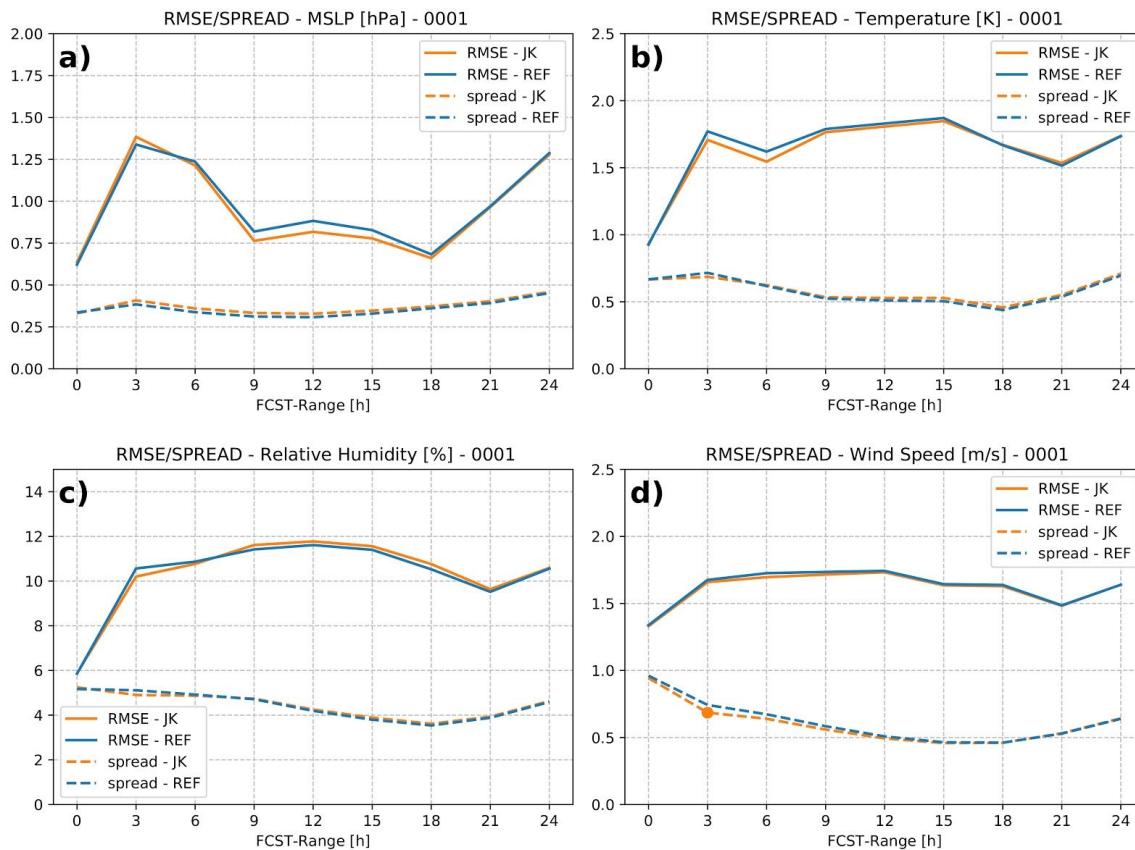 RMSE/SPREAD - MSLP [hPa] - 0001
a)
RMSE - JK
RMSE - REF
spread - JK
spread - REF
2.00
1.75
1.50
1.25
1.00
0.75
0.50
0.25
0.00
0 3 6 9 12 15 18 21 24
FCST-Range [h]
RMSE/SPREAD - Temperature [K] - 0001
b)
RMSE - JK
RMSE - REF
spread - JK
spread - REF
2.5
2.0
1.5
1.0
0.5
0.0
0 3 6 9 12 15 18 21 24
FCST-Range [h]
RMSE/SPREAD - Relative Humidity [%] - 0001
c)
14
12
10
8
6
4
2
0
RMSE - JK
RMSE - REF
spread - JK
spread - REF
0 3 6 9 12 15 18 21 24
FCST-Range [h]
RMSE/SPREAD - Wind Speed [m/s] - 0001
d)
RMSE - JK
RMSE - REF
spread - JK
spread - REF
2.5
2.0
1.5
1.0
0.5
0.0
0 3 6 9 12 15 18 21 24
FCST-Range [h]